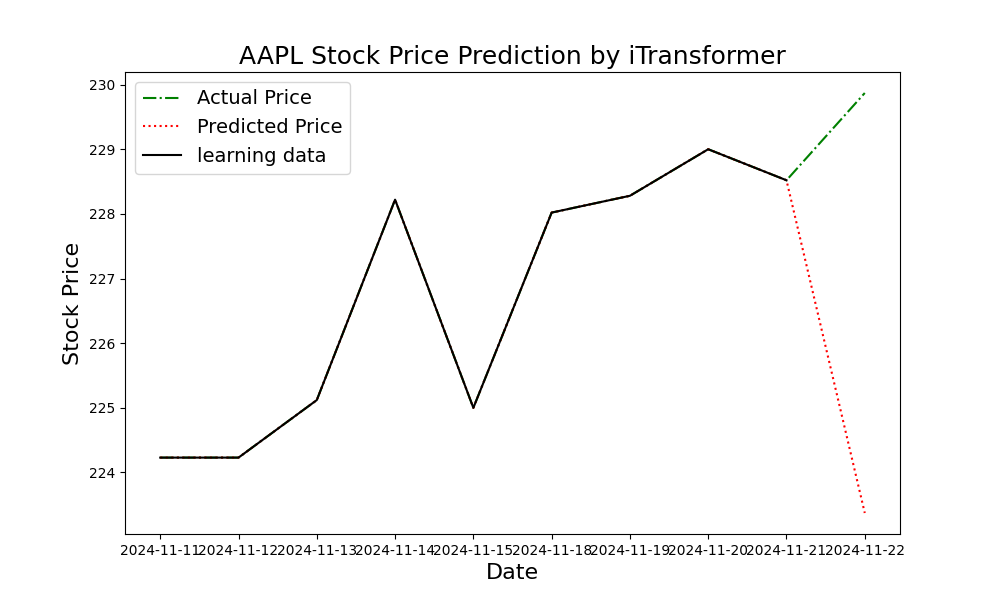 AAPL Stock Price Prediction by iTransformer
Actual Price
Predicted Price
learning data
230
229
228
227
226
225
224
Stock Price
2024-11-11 2024-11-12 2024-11-13 2024-11-14 2024-11-15 2024-11-18 2024-11-19 2024-11-20 2024-11-21 2024-11-22
Date